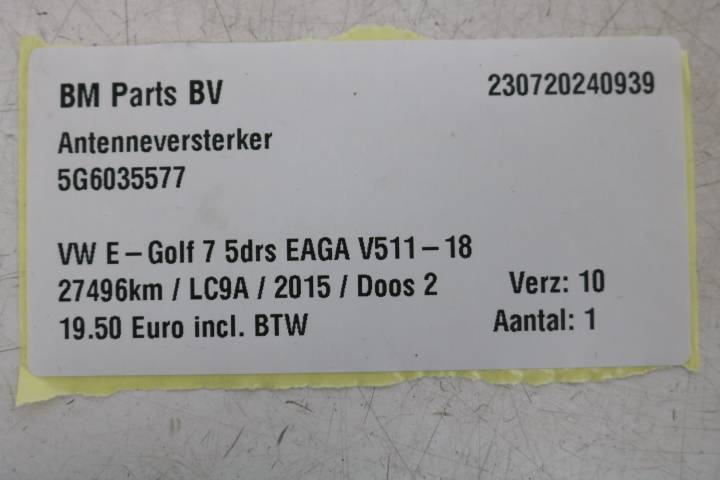 BM Parts BV 230720240939
Antenneversterker
5G6035577
VW E-Golf 7 5drs EAGA V511-18
27496km / LC9A / 2015 / Doos 2 Verz: 10
19.50 Euro incl. BTW Aantal: 1